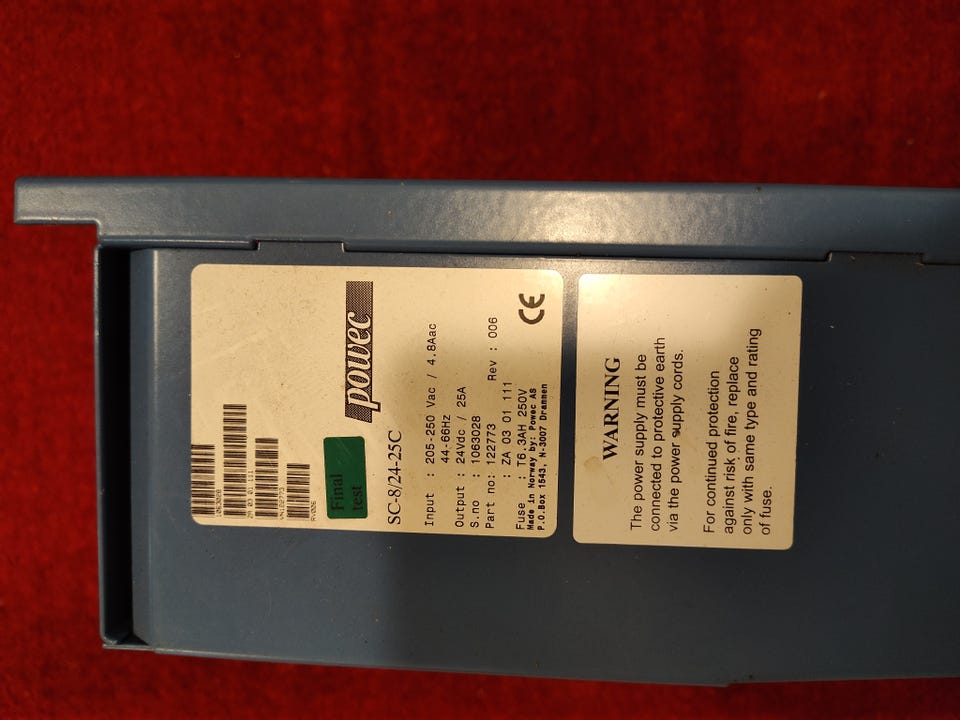 powec
Final
test
SC-8/24-25C
Input : 205-250 Vac / 4.8Aac
44-66Hz
Output : 24Vdc / 25A
S.no : 1063028
Part no: 122773 Rev : 006
: ZA 03 01 111
Fuse : T6.3AH 250V
Made in Norway by: Powec AS
P.O.Box 1543, N-3007 Drammen
CE
WARNING
The power supply must be
connected to protective earth
via the power supply cords.
For continued protection
against risk of fire, replace
only with same type and rating
of fuse.